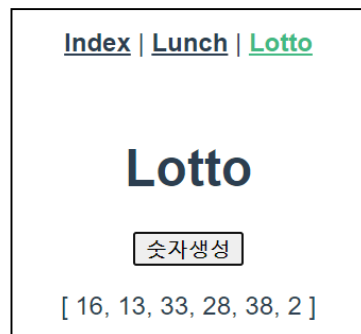 Index | Lunch | Lotto
Lotto
숫자생성
[ 16, 13, 33, 28, 38, 2 ]